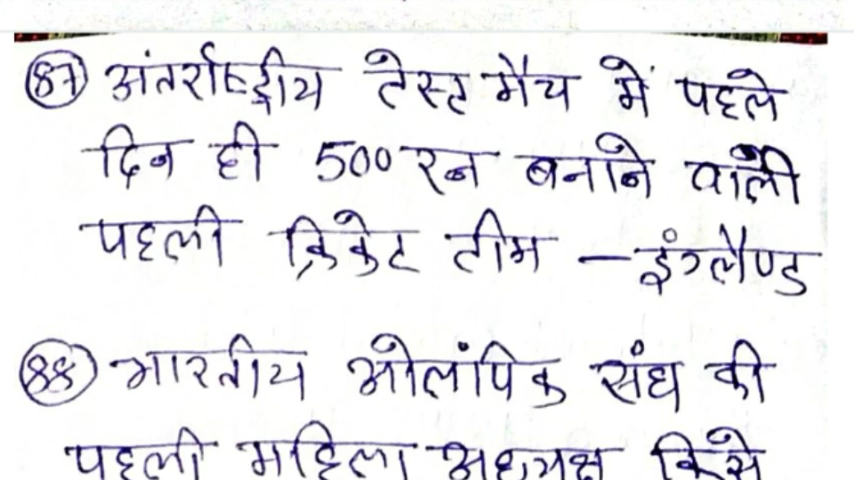 (87) अंतर्राष्ट्रीय टेस्ट मैच में पहले
दिन ही 500 रन बनाने वाली
पहली क्रिकेट टीम – इंग्लैण्ड
(88) भारतीय ओलंपिक संघ की
पहली महिला अध्यक्ष किसे